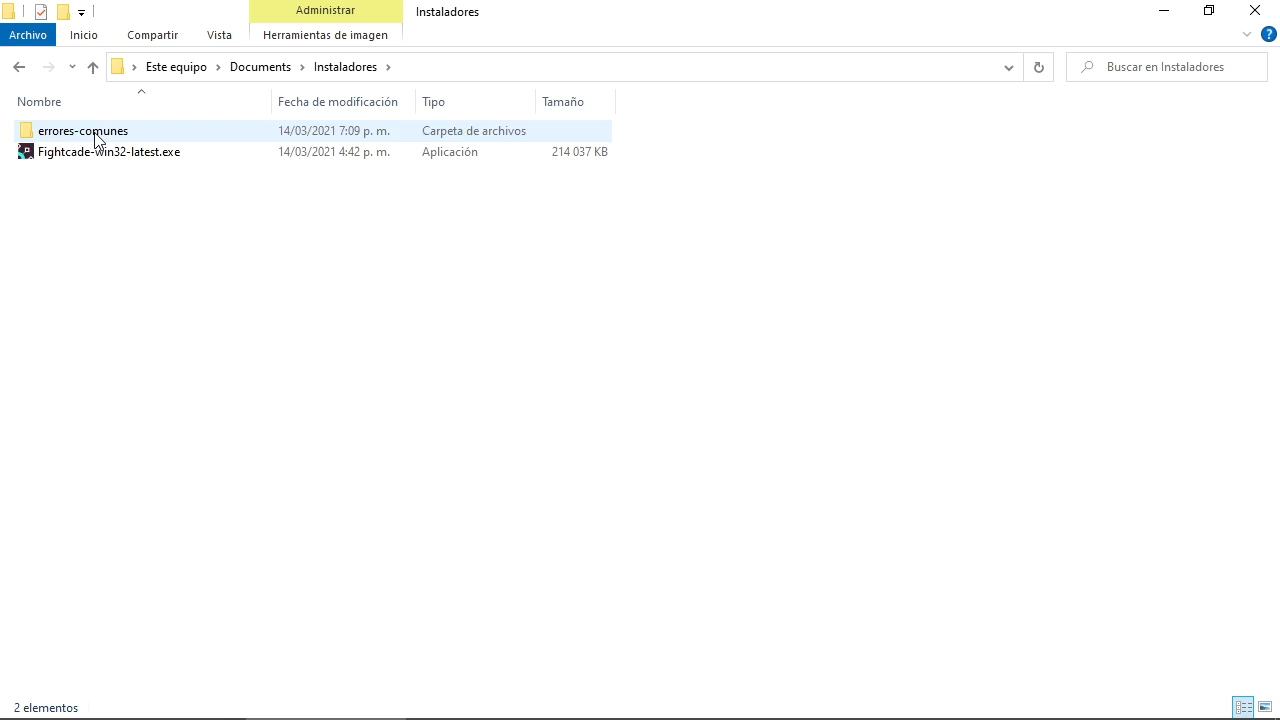 Administrar
Instaladores
Archivo
Inicio
Compartir
Vista
Herramientas de imagen
Este equipo > Documents > Instaladores >
Buscar en Instaladores
Nombre
Fecha de modificación
Tipo
Tamaño
errores-comunes 14/03/2021 7:09 p. m. Carpeta de archivos
Fightcade-win32-latest.exe 14/03/2021 4:42 p. m. Aplicación 214 037 KB
2 elementos